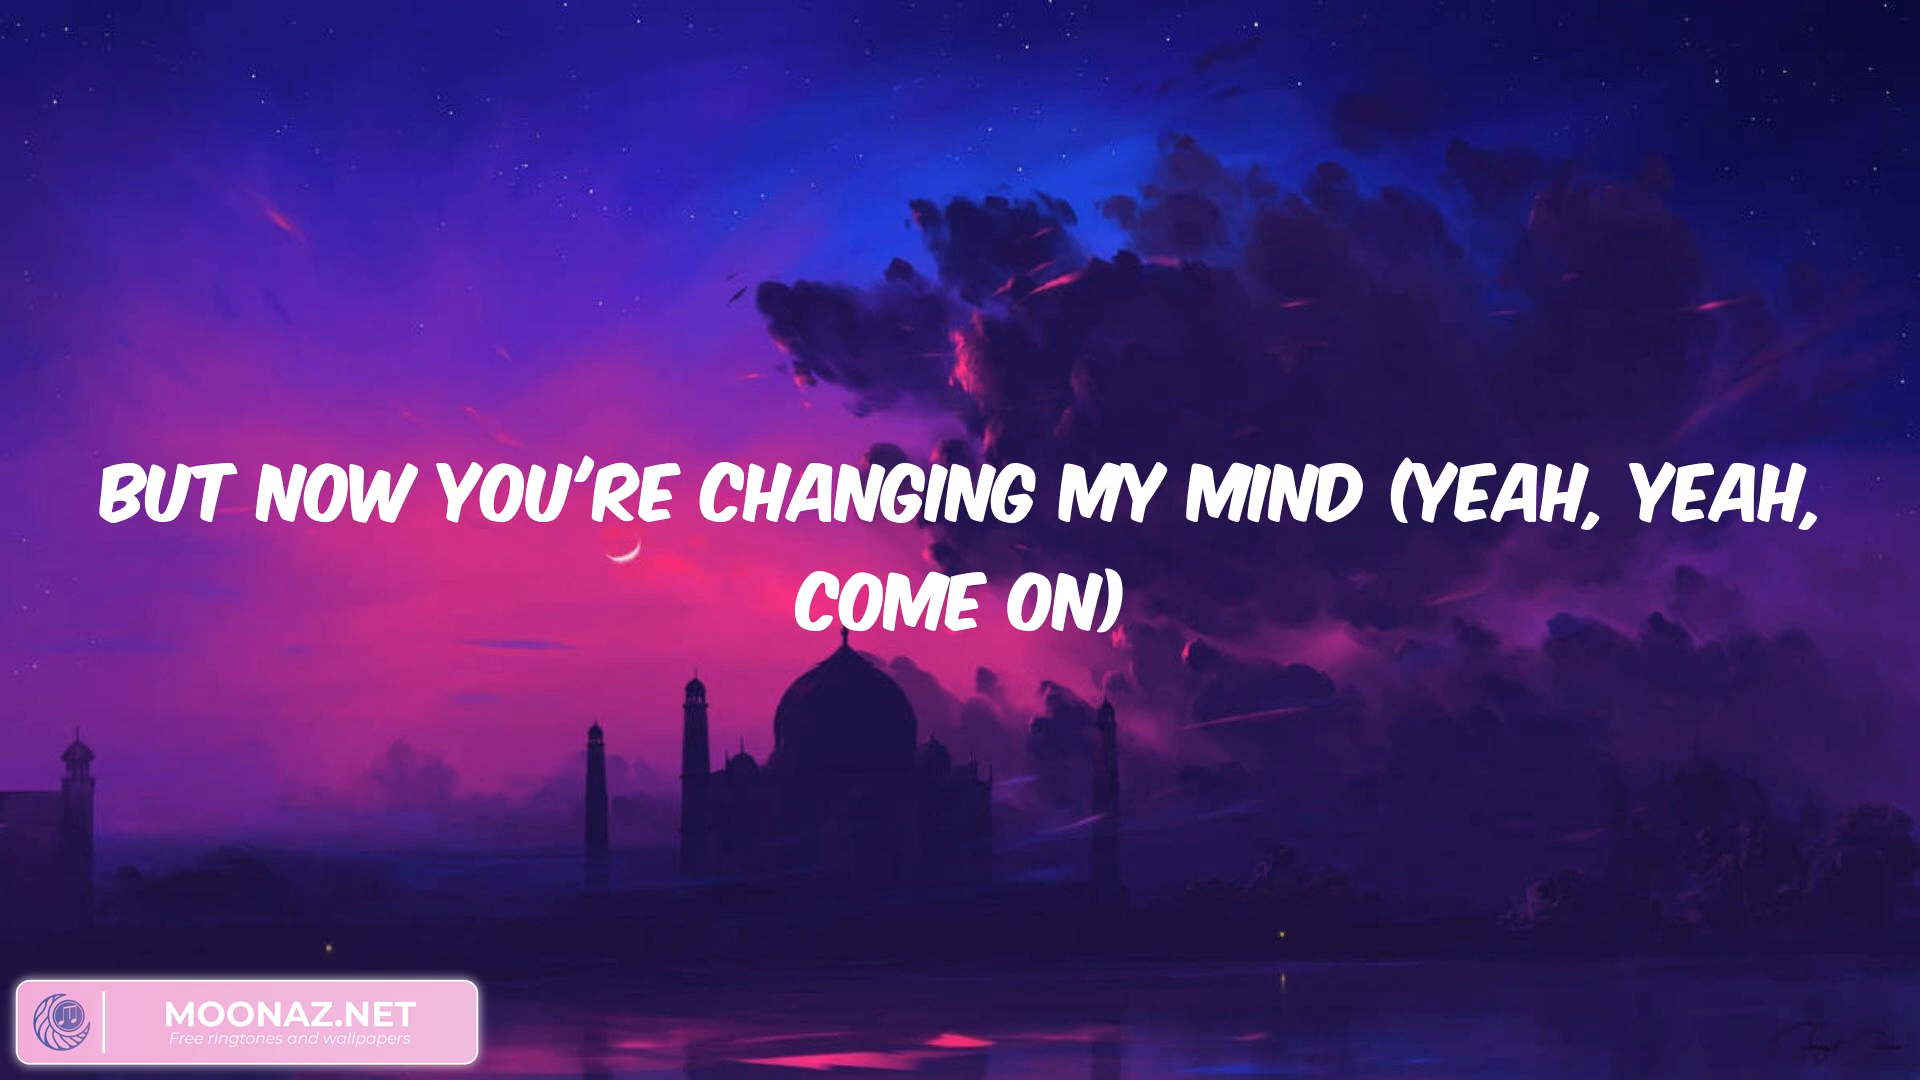 BUT NOW YOU'RE CHANGING MY MIND (YEAH, YEAH,
COME ON)
MOONAZ.NET
Free ringtones and wallpapers